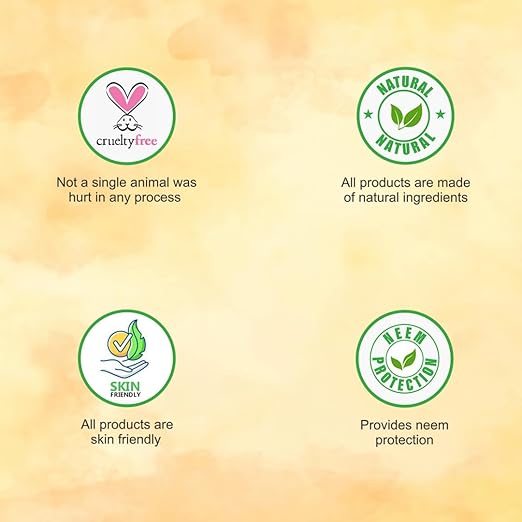 crueltyfree
Not a single animal was
hurt in any process
NATURAL
NATURAL
All products are made
of natural ingredients
SKIN
FRIENDLY
All products are
skin friendly
NEEM
PROTECTION
Provides neem
protection